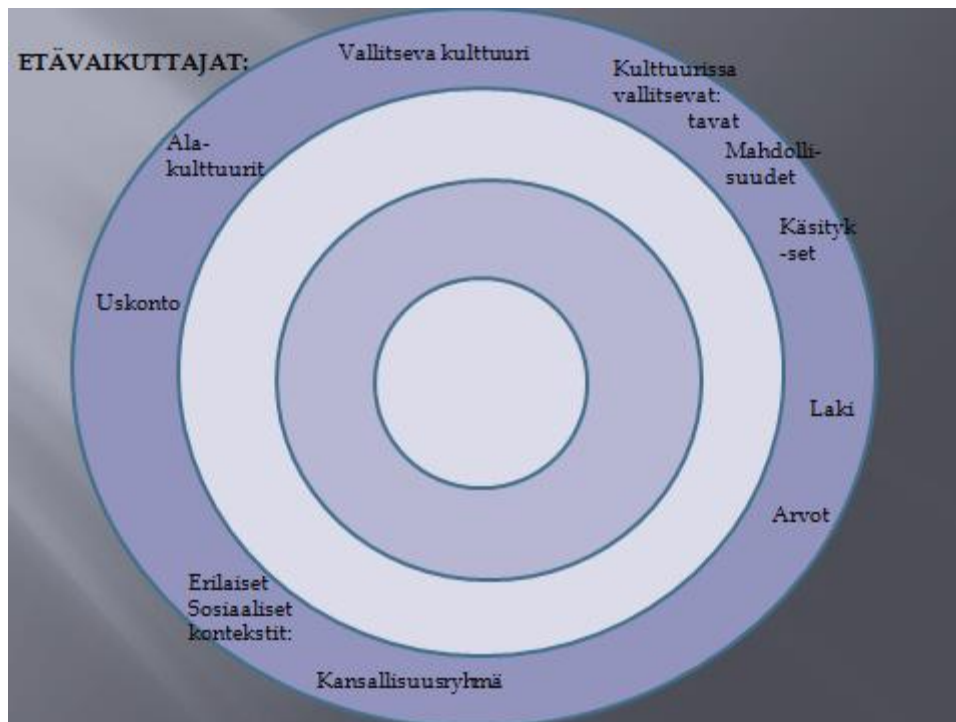 ETÄVAIKUTTAJAT:
Vallitseva kulttuuri
Kulttuurissa
vallitsevat:
tavat
Mahdolli-
suudet
Käsityk
-set
Ala-
kulttuurit
Uskonto
Laki
Arvot
Erilaiset
Sosiaaliset
kontekstit:
Kansallisuusryhmä